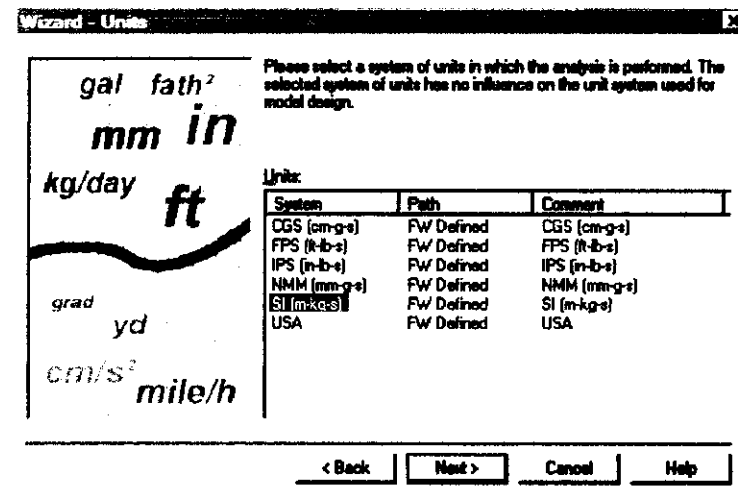 Wizard - Units
gal fath²
mm in
kg/day ft
grad
yd
cm/s²
mile/h
Please select a system of units in which the analysis is performed. The
selected system of units has no influence on the unit system used for
model design.
Units:
System Path Comment
CGS (cm-g-s) FW Defined CGS (cm-g-s)
FPS (ft-lb-s) FW Defined FPS (ft-lb-s)
IPS (in-lb-s) FW Defined IPS (in-lb-s)
NMM (mm-g-s) FW Defined NMM (mm-g-s)
SI (m-kg-s) FW Defined SI (m-kg-s)
USA FW Defined USA
< Back Next > Cancel Help